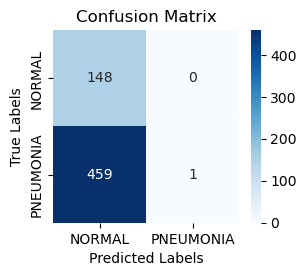 Confusion Matrix
True Labels
NORMAL
148
0
PNEUMONIA
459
1
NORMAL
PNEUMONIA
Predicted Labels
400
300
200
100
0